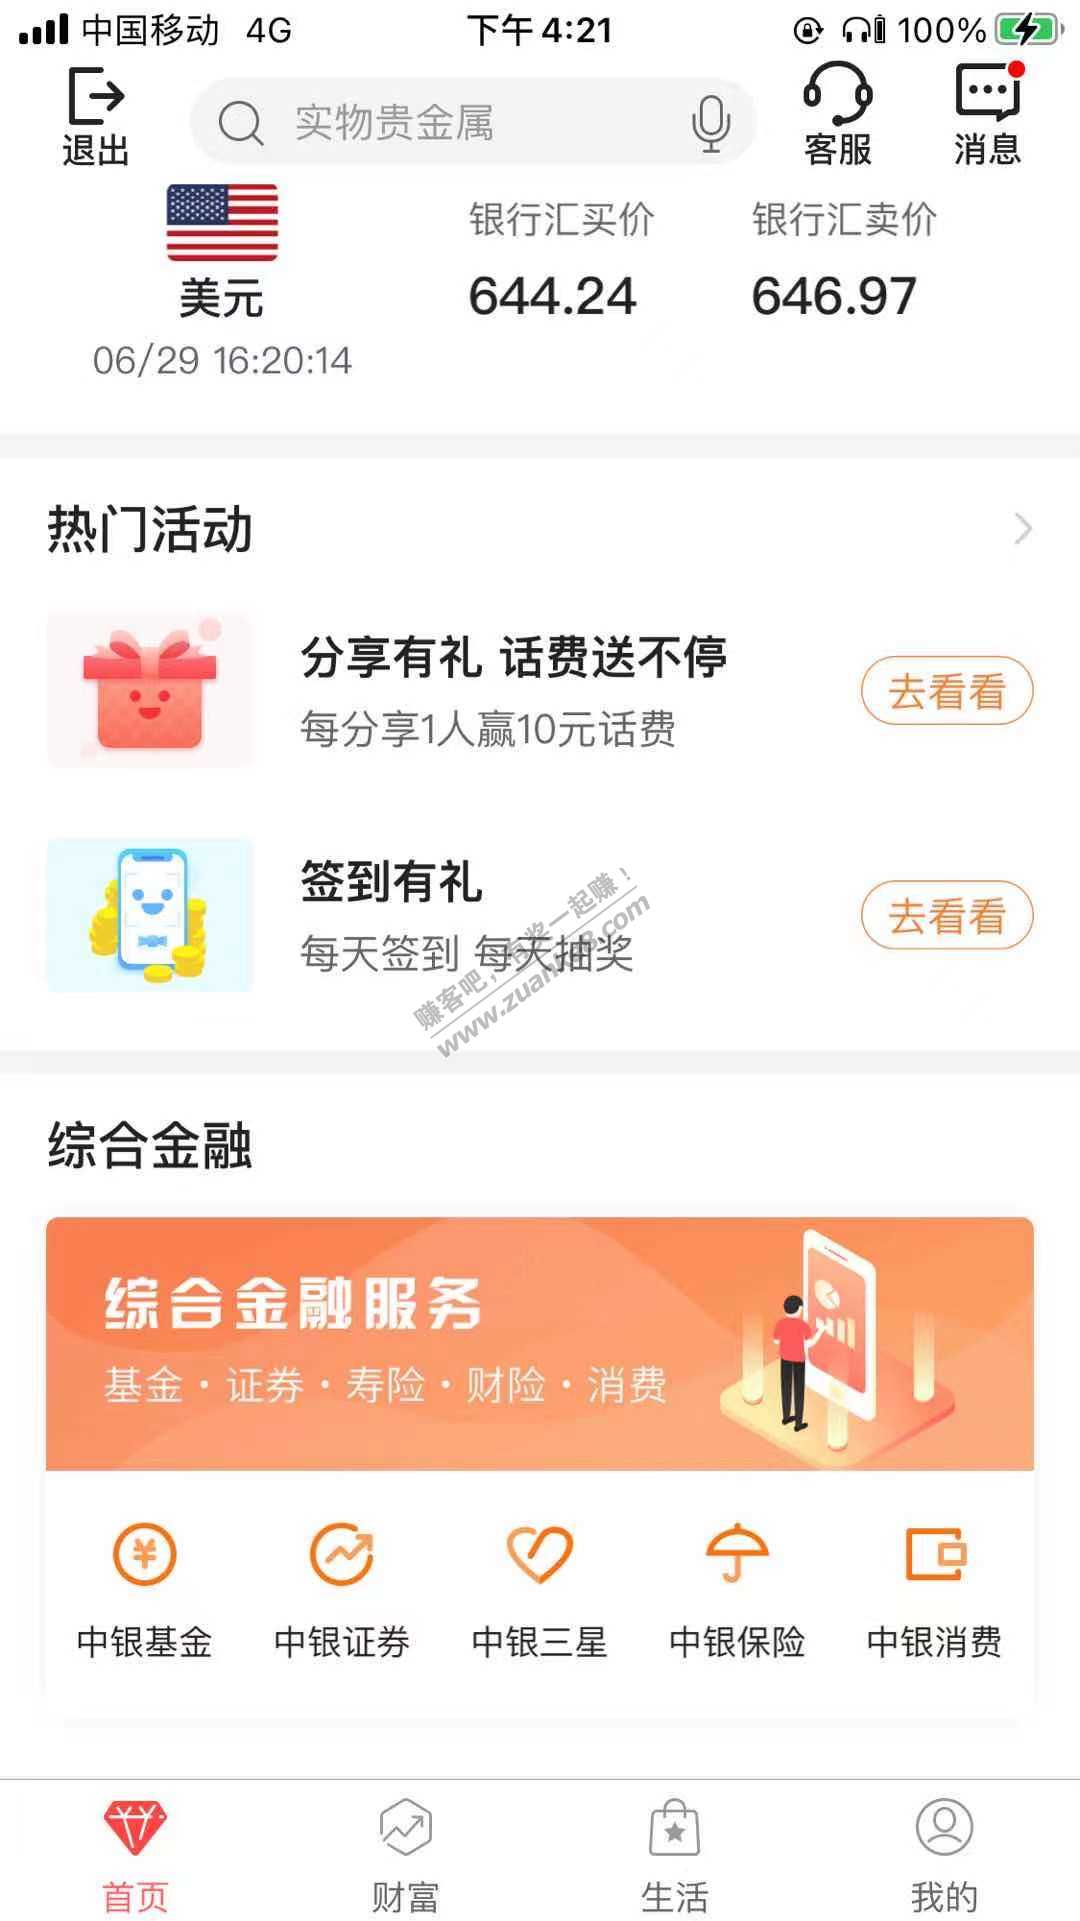 中国移动 4G 下午4:21 100%
退出
实物贵金属
客服
消息
银行汇买价 银行汇卖价
美元
644.24 646.97
06/29 16:20:14
热门活动
分享有礼 话费送不停
每分享1人赢10元话费
去看看
签到有礼
每天签到 每天抽奖
去看看
赚客吧，有奖一起赚！
www.zuanke8.com
综合金融
综合金融服务
基金·证券·寿险·财险·消费
中银基金 中银证券 中银三星 中银保险 中银消费
首页 财富 生活 我的